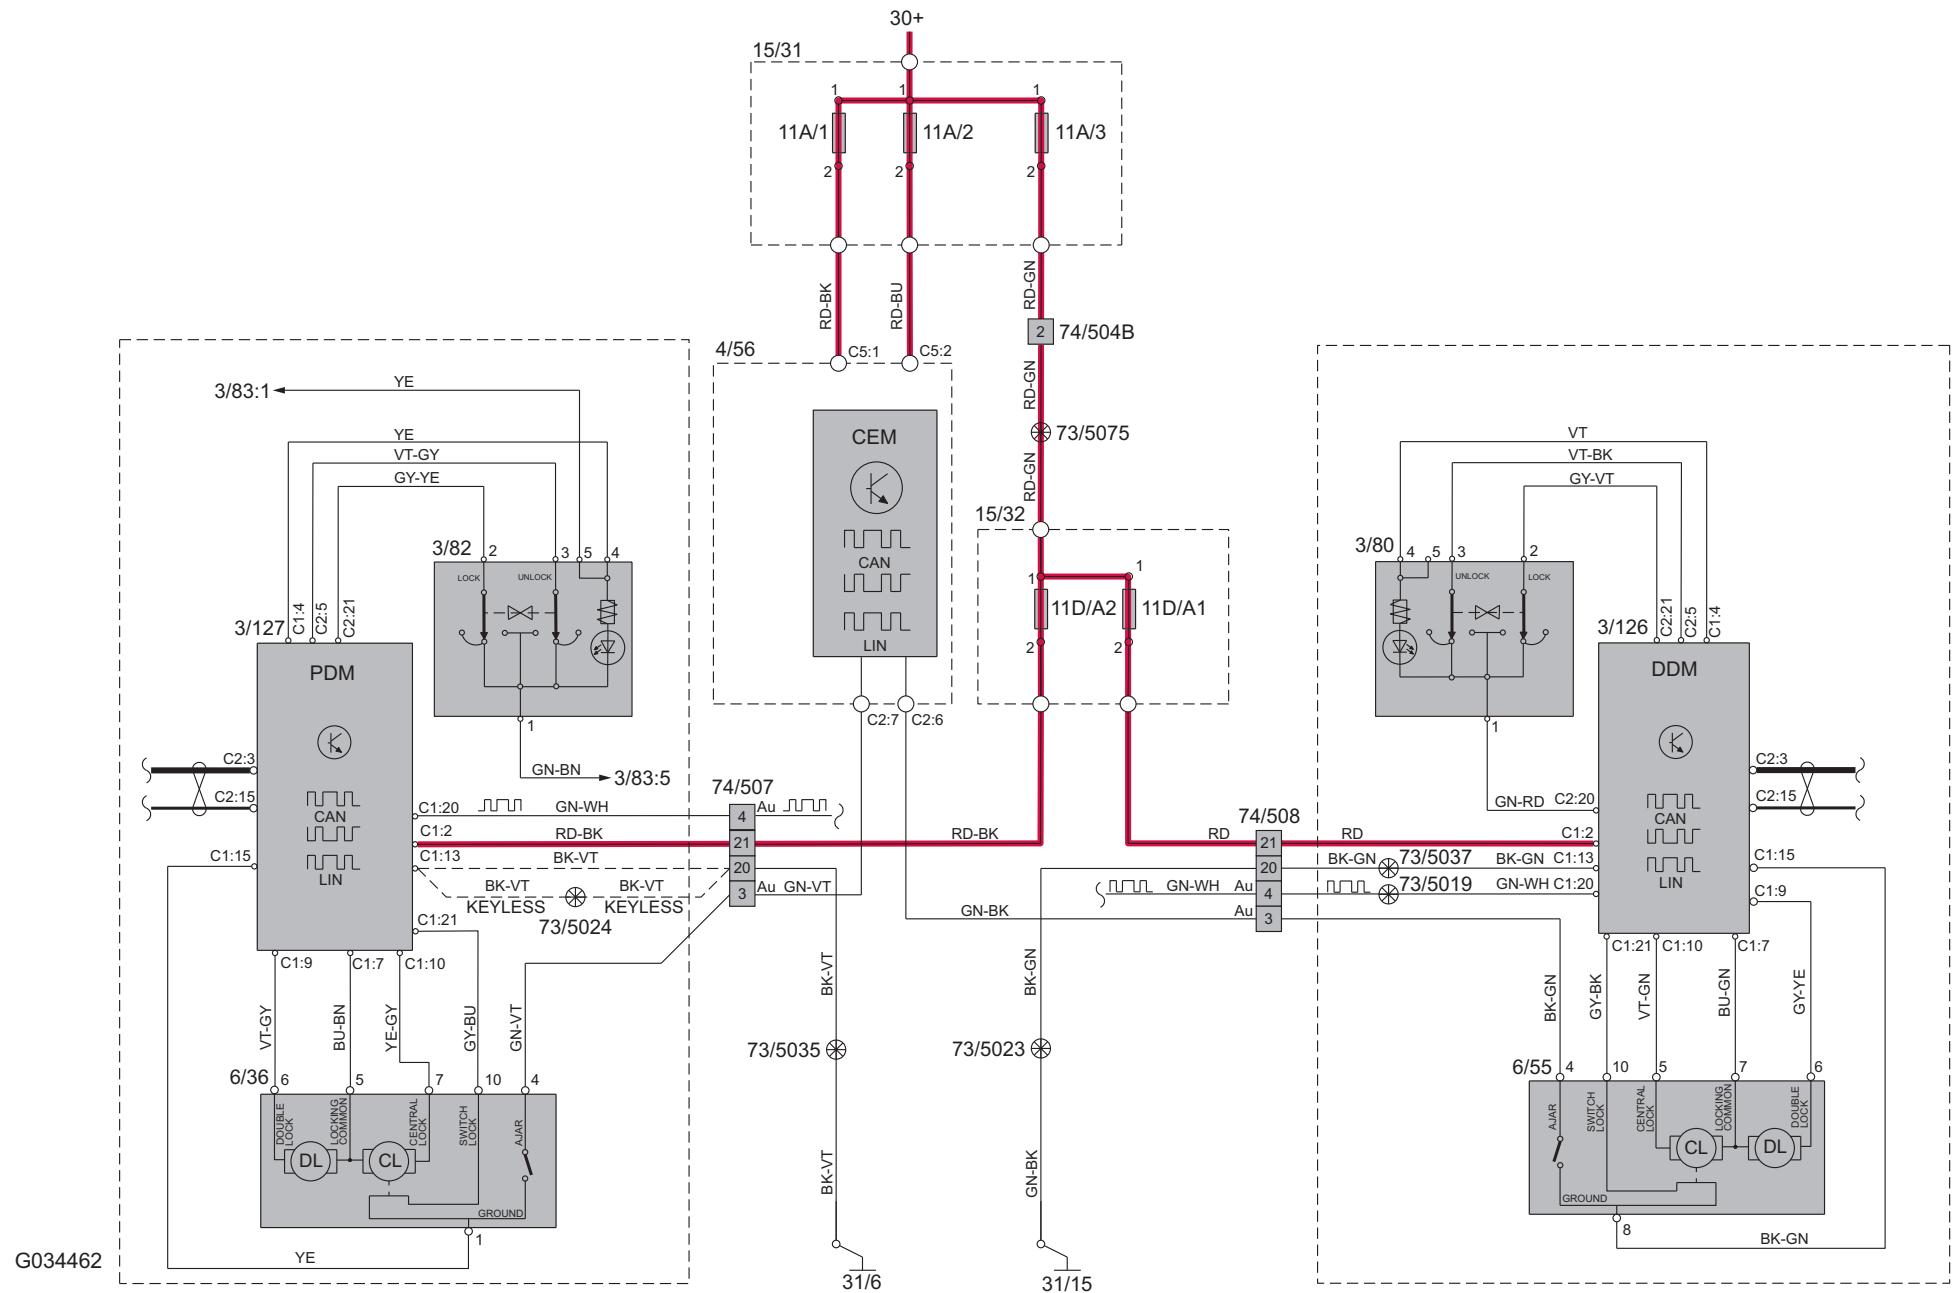 30+
15/31
1 1 1
11A/1 11A/2 11A/3
2 2 2
RD-BK RD-BU RD-GN
2 74/504B
4/56 C5:1 C5:2
RD-GN
73/5075
RD-GN
CEM
CAN
LIN
C2:7 C2:6
15/32
1 1
11D/A2 11D/A1
2 2
3/83:1 YE
YE
VT-GY
GY-YE
3/82 2 3 5 4
LOCK UNLOCK
1
GN-BN 3/83:5
3/127 C1:4 C2:5 C2:21
PDM
C2:3
C2:15
CAN
LIN
C1:15
C1:20 GN-WH
C1:2 RD-BK
C1:13 BK-VT
BK-VT BK-VT
KEYLESS KEYLESS
73/5024
C1:21
74/507
4 Au
21 RD-BK
20
3 Au GN-VT
C1:9 C1:7 C1:10
VT-GY BU-BN YE-GY GY-BU GN-VT
6/36 6 5 7 10 4
DOUBLE LOCK
LOCKING COMMON
CENTRAL LOCK
SWITCH LOCK
AJAR
DL CL
GROUND
1
YE
BK-VT
73/5035
BK-VT
31/6
BK-GN
73/5023
GN-BK
31/15
74/508
RD 21 RD C1:2
20 BK-GN 73/5037 BK-GN C1:13
GN-WH Au 4 73/5019 GN-WH C1:20
GN-BK Au 3
VT
VT-BK
GY-VT
3/80 4 5 3 2
UNLOCK LOCK
1
GN-RD C2:20
3/126 C2:21 C2:5 C1:4
DDM
C2:3
C2:15
CAN
LIN
C1:15
C1:9
C1:21 C1:10 C1:7
BK-GN GY-BK VT-GN BU-GN GY-YE
6/55 4 10 5 7 6
AJAR
SWITCH LOCK
CENTRAL LOCK
LOCKING COMMON
DOUBLE LOCK
CL DL
GROUND
8
BK-GN
G034462